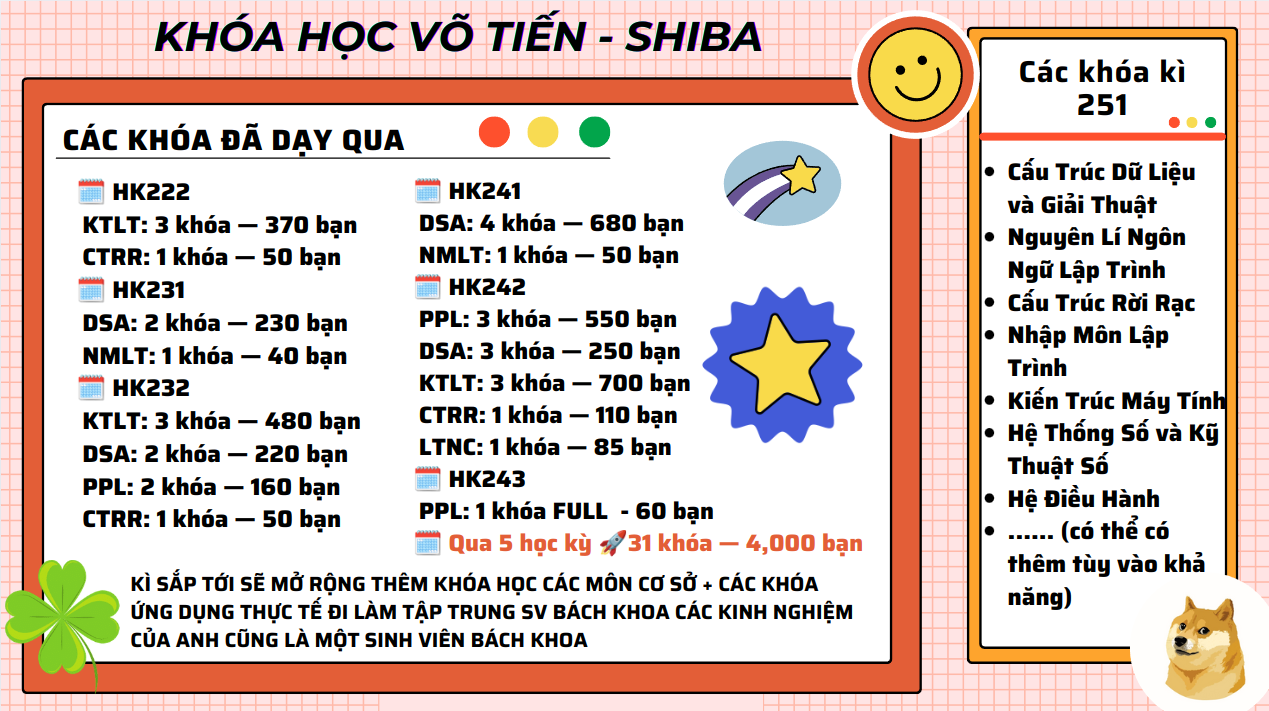 KHÓA HỌC VÕ TIẾN - SHIBA
CÁC KHÓA ĐÃ DẠY QUA
HK222
KTLT: 3 khóa — 370 bạn
CTRR: 1 khóa — 50 bạn
HK231
DSA: 2 khóa — 230 bạn
NMLT: 1 khóa — 40 bạn
HK232
KTLT: 3 khóa — 480 bạn
DSA: 2 khóa — 220 bạn
PPL: 2 khóa — 160 bạn
CTRR: 1 khóa — 50 bạn
HK241
DSA: 4 khóa — 680 bạn
NMLT: 1 khóa — 50 bạn
HK242
PPL: 3 khóa — 550 bạn
DSA: 3 khóa — 250 bạn
KTLT: 3 khóa — 700 bạn
CTRR: 1 khóa — 110 bạn
LTNC: 1 khóa — 85 bạn
HK243
PPL: 1 khóa FULL - 60 bạn
Qua 5 học kỳ 🚀31 khóa — 4,000 bạn
KÌ SẮP TỚI SẼ MỞ RỘNG THÊM KHÓA HỌC CÁC MÔN CƠ SỞ + CÁC KHÓA
ỨNG DỤNG THỰC TẾ ĐI LÀM TẬP TRUNG SV BÁCH KHOA CÁC KINH NGHIỆM
CỦA ANH CŨNG LÀ MỘT SINH VIÊN BÁCH KHOA
Các khóa kì
251
• Cấu Trúc Dữ Liệu
và Giải Thuật
• Nguyên Lí Ngôn
Ngữ Lập Trình
• Cấu Trúc Rời Rạc
• Nhập Môn Lập
Trình
• Kiến Trúc Máy Tính
• Hệ Thống Số và Kỹ
Thuật Số
• Hệ Điều Hành
• ...... (có thể có
thêm tùy vào khả
năng)